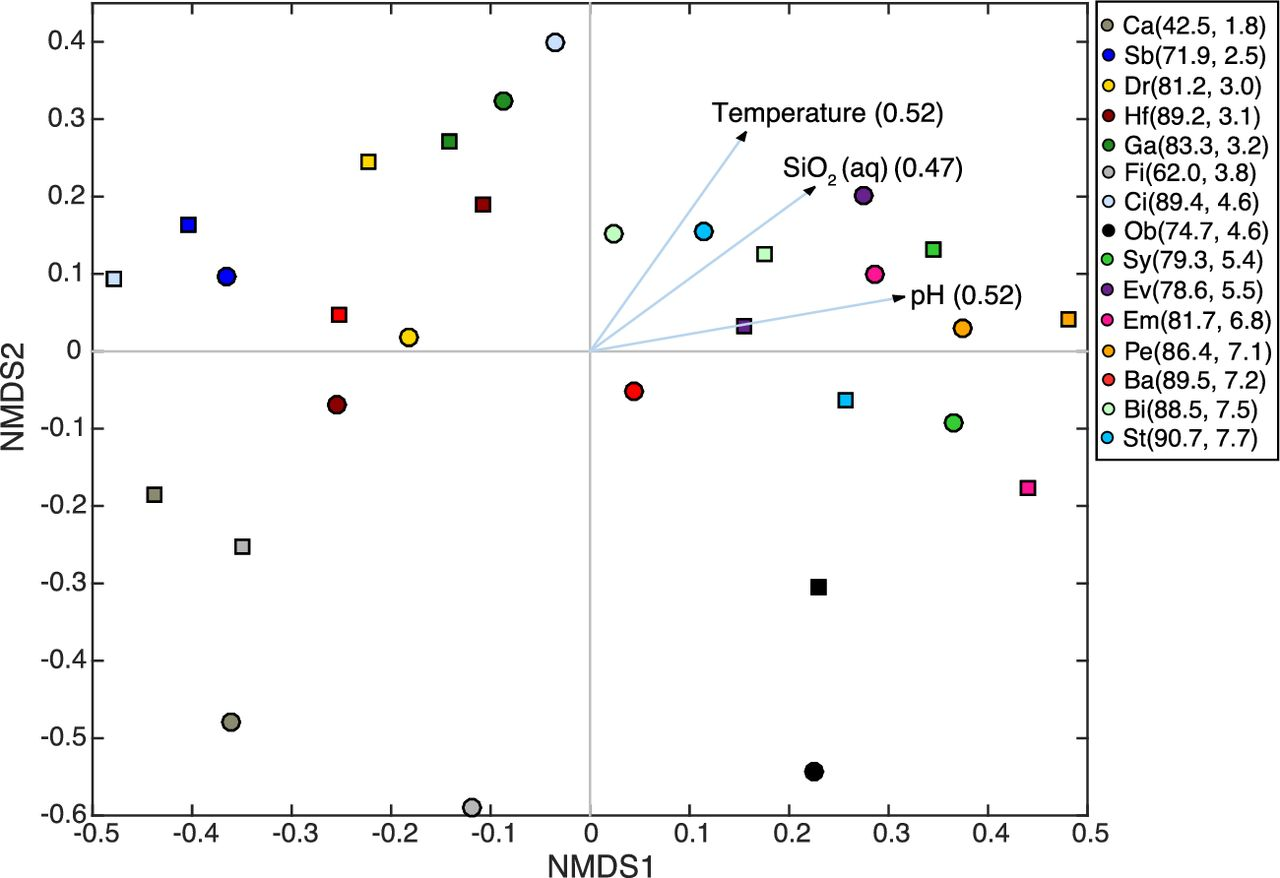 0.4
0.3
0.2
0.1
0
-0.1
-0.2
-0.3
-0.4
-0.5
-0.6
NMDS2
-0.5 -0.4 -0.3 -0.2 -0.1 0 0.1 0.2 0.3 0.4 0.5
NMDS1
Temperature (0.52)
SiO2 (aq) (0.47)
pH (0.52)
Ca(42.5, 1.8)
Sb(71.9, 2.5)
Dr(81.2, 3.0)
Hf(89.2, 3.1)
Ga(83.3, 3.2)
Fi(62.0, 3.8)
Ci(89.4, 4.6)
Ob(74.7, 4.6)
Sy(79.3, 5.4)
Ev(78.6, 5.5)
Em(81.7, 6.8)
Pe(86.4, 7.1)
Ba(89.5, 7.2)
Bi(88.5, 7.5)
St(90.7, 7.7)